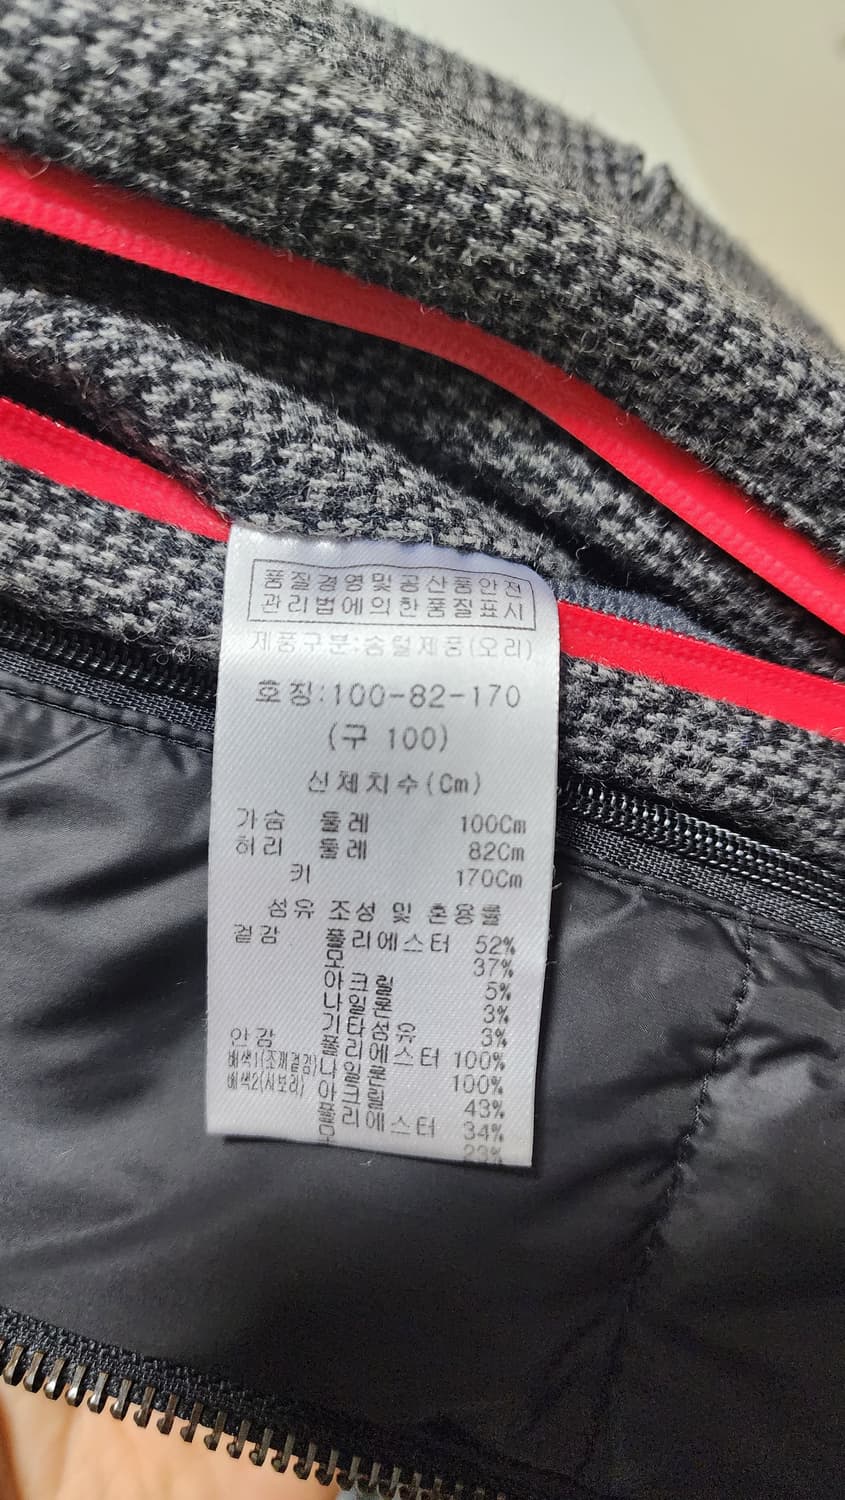 품질경영및공산품안전
관리법에의한품질표시
제품구분:솜털제품(오리)
호칭:100-82-170
(구 100)
신체치수(Cm)
가슴 둘레 100Cm
허리 둘레 82Cm
키 170Cm
섬유 조성 및 혼용률
겉감 폴리에스터 52%
모 37%
아크릴 5%
나일론 3%
기타섬유 3%
안감 폴리에스터 100%
배색1(조끼겉감) 나일론 100%
배색2(시보리) 아크릴 43%
폴리에스터 34%
모 23%